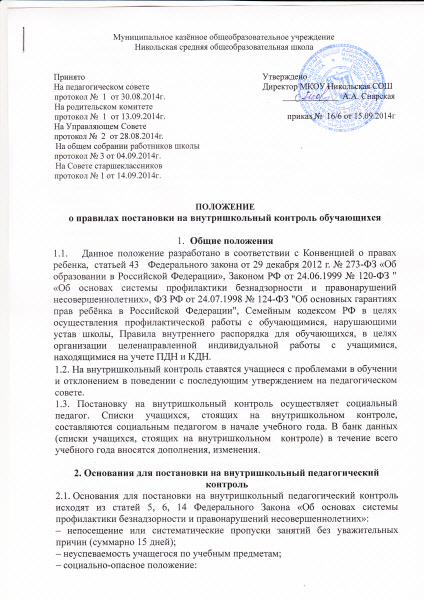 Муниципальное казённое общеобразовательное учреждение
Никольская средняя общеобразовательная школа
Принято
На педагогическом совете
протокол № 1 от 30.08.2014г.
На родительском комитете
протокол № 1 от 13.09.2014г.
На Управляющем Совете
протокол № 2 от 28.08.2014г.
На общем собрании работников школы
протокол № 3 от 04.09.2014г.
На Совете старшеклассников
протокол № 1 от 14.09.2014г.
Утверждено
Директор МКОУ Никольская СОШ
А.А. Снарская
приказ № 16/6 от 15.09.2014г
ПОЛОЖЕНИЕ
о правилах постановки на внутришкольный контроль обучающихся
1. Общие положения
1.1. Данное положение разработано в соответствии с Конвенцией о правах
ребенка, статьей 43 Федерального закона от 29 декабря 2012 г. № 273-ФЗ «Об
образовании в Российской Федерации», Законом РФ от 24.06.1999 № 120-ФЗ "
«Об основах системы профилактики безнадзорности и правонарушений
несовершеннолетних», ФЗ РФ от 24.07.1998 № 124-ФЗ "Об основных гарантиях
прав ребёнка в Российской Федерации", Семейным кодексом РФ в целях
осуществления профилактической работы с обучающимися, нарушающими
устав школы, Правила внутреннего распорядка для обучающихся, в целях
организации целенаправленной индивидуальной работы с учащимися,
находящимися на учете ПДН и КДН.
1.2. На внутришкольный контроль ставятся учащиеся с проблемами в обучении
и отклонением в поведении с последующим утверждением на педагогическом
совете.
1.3. Постановку на внутришкольный контроль осуществляет социальный
педагог. Списки учащихся, стоящих на внутришкольном контроле,
составляются социальным педагогом в начале учебного года. В банк данных
(списки учащихся, стоящих на внутришкольном контроле) в течение всего
учебного года вносятся дополнения, изменения.
2. Основания для постановки на внутришкольный педагогический
контроль
2.1. Основания для постановки на внутришкольный педагогический контроль
исходят из статей 5, 6, 14 Федерального Закона «Об основах системы
профилактики безнадзорности и правонарушений несовершеннолетних»:
– непосещение или систематические пропуски занятий без уважительных
причин (суммарно 15 дней);
– неуспеваемость учащегося по учебным предметам;
– социально-опасное положение: